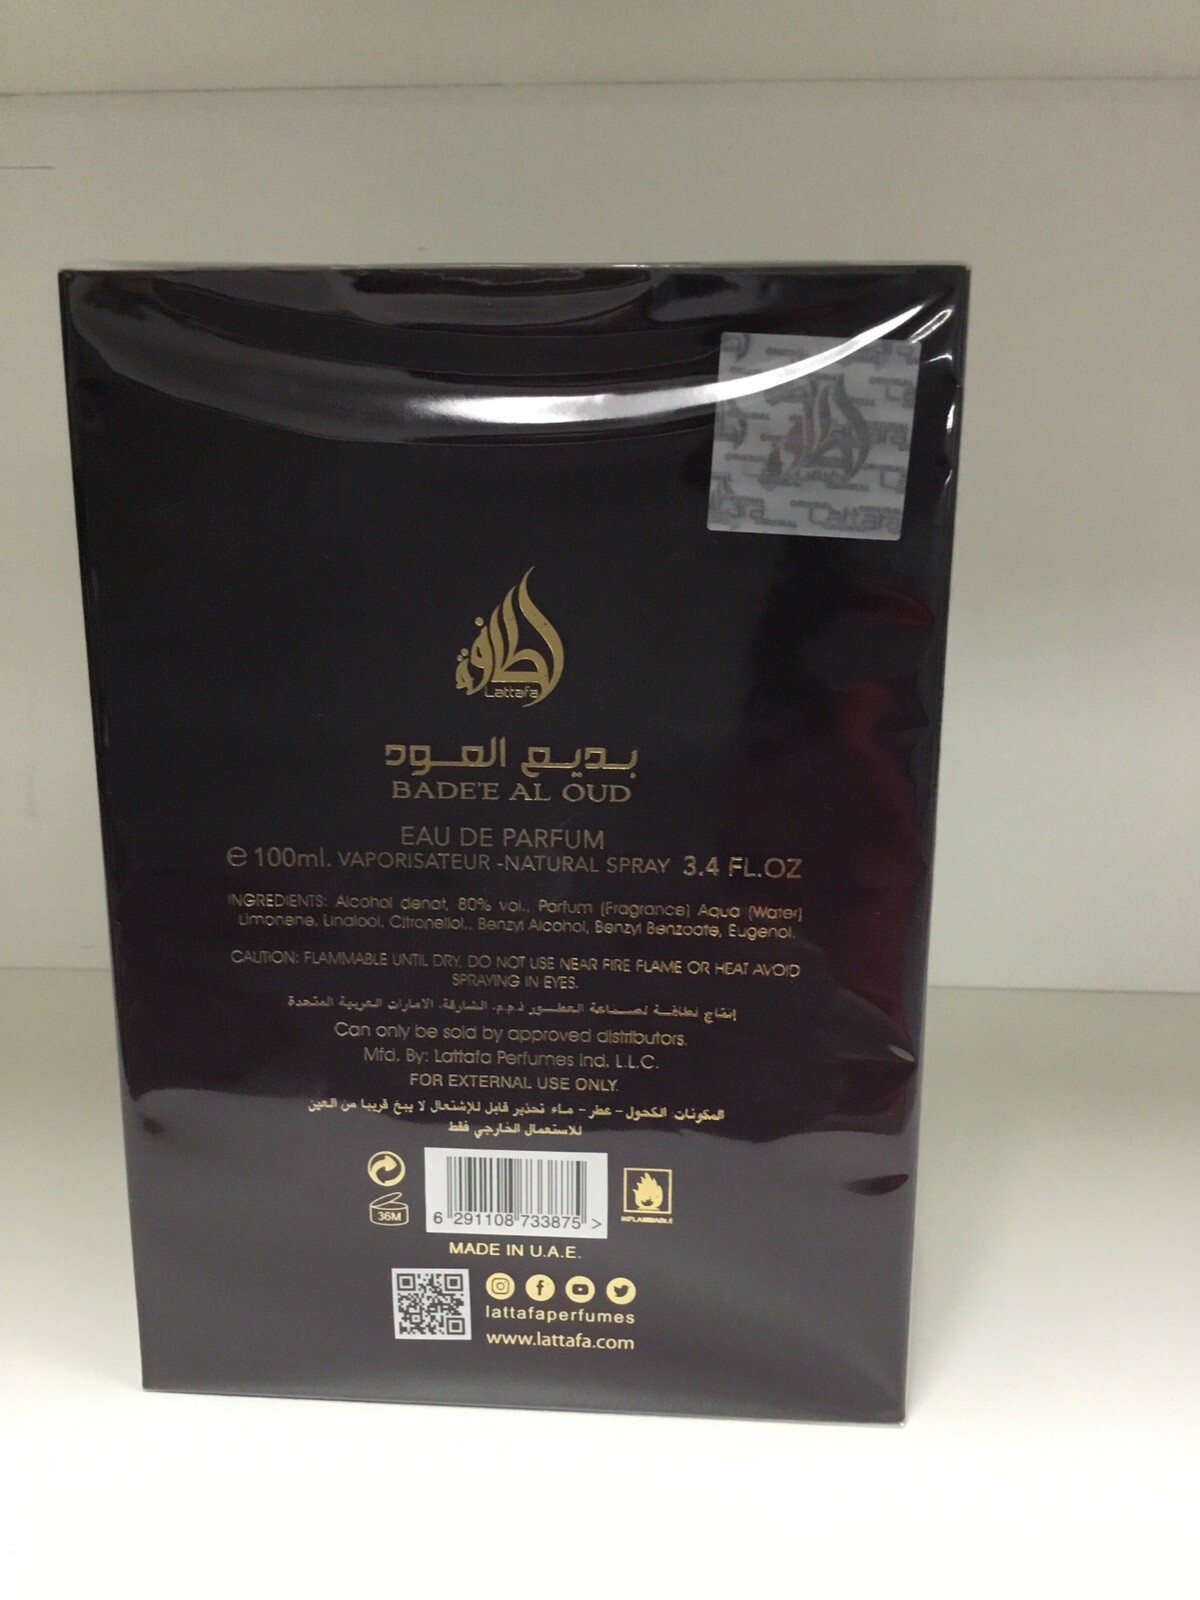 Lattafa
لطافة
Lattafa
بديع العود
BADE'E AL OUD
EAU DE PARFUM
℮ 100ml. VAPORISATEUR -NATURAL SPRAY 3.4 FL.OZ
INGREDIENTS: Alcohol denat, 80% vol., Parfum (Fragrance) Aqua (Water)
Limonene, Linalool, Citronellol,. Benzyl Alcohol, Benzyl Benzoate, Eugenol.
CAUTION: FLAMMABLE UNTIL DRY. DO NOT USE NEAR FIRE FLAME OR HEAT AVOID
SPRAYING IN EYES.
إنتاج لطافة لصناعة العطور ذ.م.م. الشارقة. الامارات العربية المتحدة
Can only be sold by approved distributors.
Mfd. By: Lattafa Perfumes Ind. L.L.C.
FOR EXTERNAL USE ONLY.
المكونات: الكحول - عطر - ماء تحذير قابل للإشتعال لا يبخ قريبا من العين
للاستعمال الخارجي فقط
36M
6 291108 733875 >
INFLAMMABLE
MADE IN U.A.E.
lattafaperfumes
www.lattafa.com